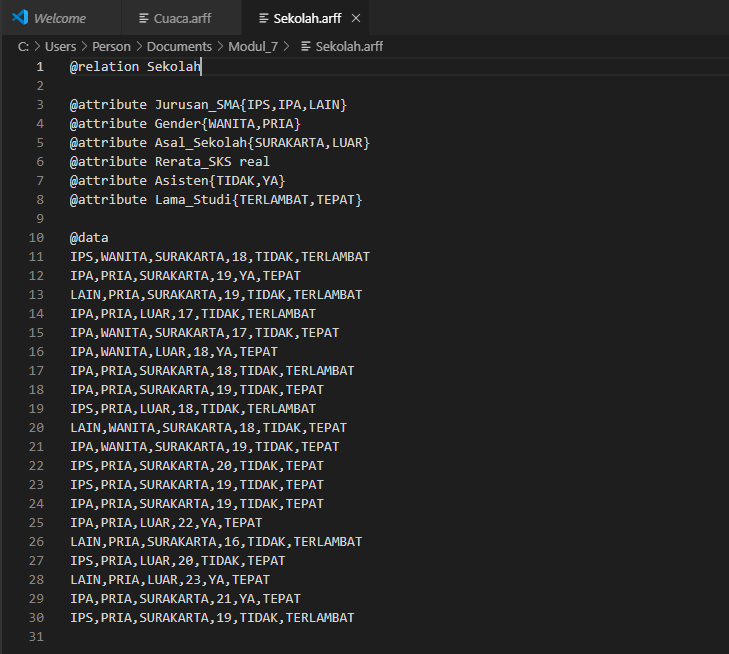 Welcome
Cuaca.arff
Sekolah.arff
C: > Users > Person > Documents > Modul_7 > Sekolah.arff
1 @relation Sekolah
2
3 @attribute Jurusan_SMA{IPS,IPA,LAIN}
4 @attribute Gender{WANITA,PRIA}
5 @attribute Asal_Sekolah{SURAKARTA,LUAR}
6 @attribute Rerata_SKS real
7 @attribute Asisten{TIDAK,YA}
8 @attribute Lama_Studi{TERLAMBAT,TEPAT}
9
10 @data
11 IPS,WANITA,SURAKARTA,18,TIDAK,TERLAMBAT
12 IPA,PRIA,SURAKARTA,19,YA,TEPAT
13 LAIN,PRIA,SURAKARTA,19,TIDAK,TERLAMBAT
14 IPA,PRIA,LUAR,17,TIDAK,TERLAMBAT
15 IPA,WANITA,SURAKARTA,17,TIDAK,TEPAT
16 IPA,WANITA,LUAR,18,YA,TEPAT
17 IPA,PRIA,SURAKARTA,18,TIDAK,TERLAMBAT
18 IPA,PRIA,SURAKARTA,19,TIDAK,TEPAT
19 IPS,PRIA,LUAR,18,TIDAK,TERLAMBAT
20 LAIN,WANITA,SURAKARTA,18,TIDAK,TEPAT
21 IPA,WANITA,SURAKARTA,19,TIDAK,TEPAT
22 IPS,PRIA,SURAKARTA,20,TIDAK,TEPAT
23 IPS,PRIA,SURAKARTA,19,TIDAK,TEPAT
24 IPA,PRIA,SURAKARTA,19,TIDAK,TEPAT
25 IPA,PRIA,LUAR,22,YA,TEPAT
26 LAIN,PRIA,SURAKARTA,16,TIDAK,TERLAMBAT
27 IPS,PRIA,LUAR,20,TIDAK,TEPAT
28 LAIN,PRIA,LUAR,23,YA,TEPAT
29 IPA,PRIA,SURAKARTA,21,YA,TEPAT
30 IPS,PRIA,SURAKARTA,19,TIDAK,TERLAMBAT
31